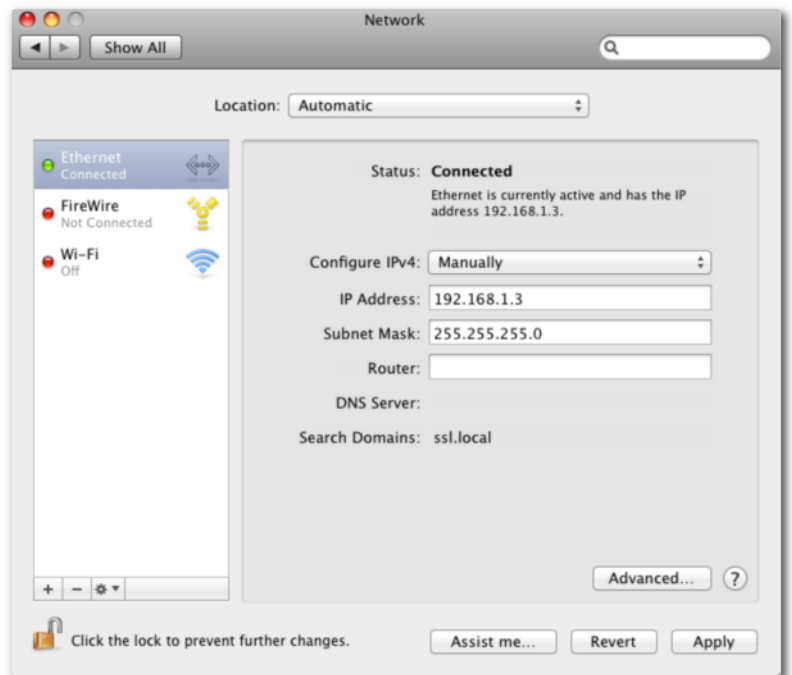 Network
Show All
Location: Automatic
Ethernet
Connected
FireWire
Not Connected
Wi-Fi
Off
Status: Connected
Ethernet is currently active and has the IP
address 192.168.1.3.
Configure IPv4: Manually
IP Address: 192.168.1.3
Subnet Mask: 255.255.255.0
Router:
DNS Server:
Search Domains: ssl.local
Advanced... ?
+ −
Click the lock to prevent further changes.
Assist me... Revert Apply